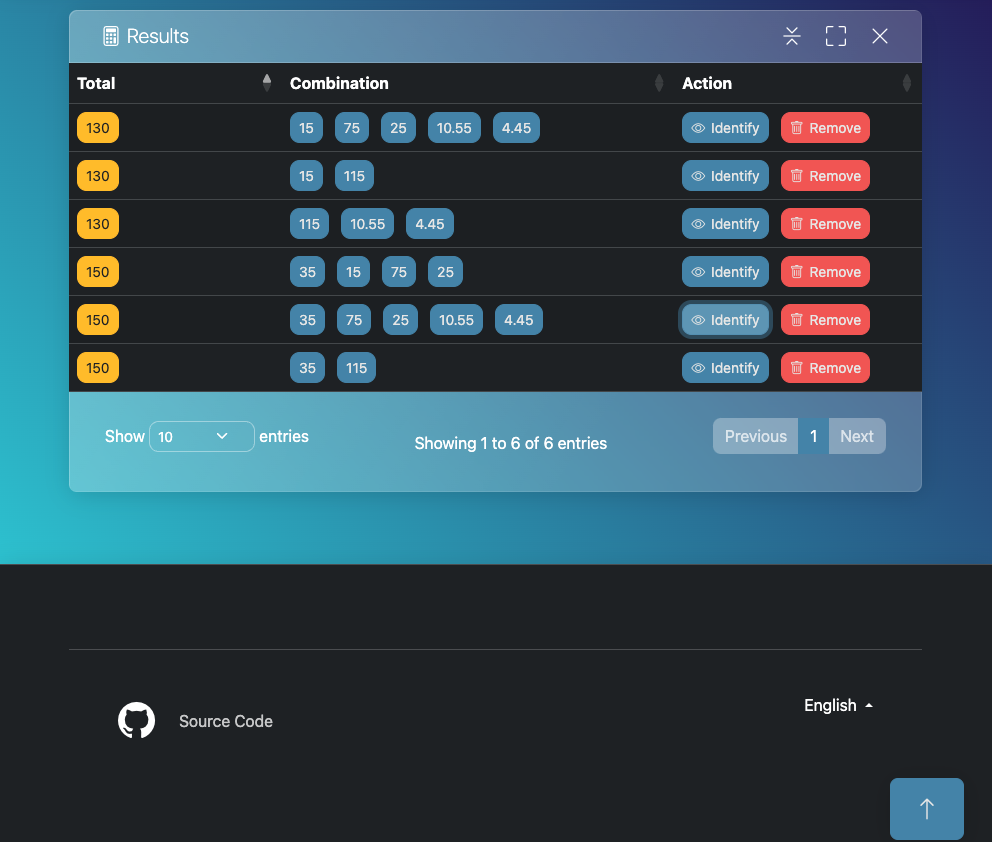 Results
Total Combination Action
130 15 75 25 10.55 4.45 Identify Remove
130 15 115 Identify Remove
130 115 10.55 4.45 Identify Remove
150 35 15 75 25 Identify Remove
150 35 75 25 10.55 4.45 Identify Remove
150 35 115 Identify Remove
Show 10 entries Showing 1 to 6 of 6 entries Previous 1 Next
English
Source Code